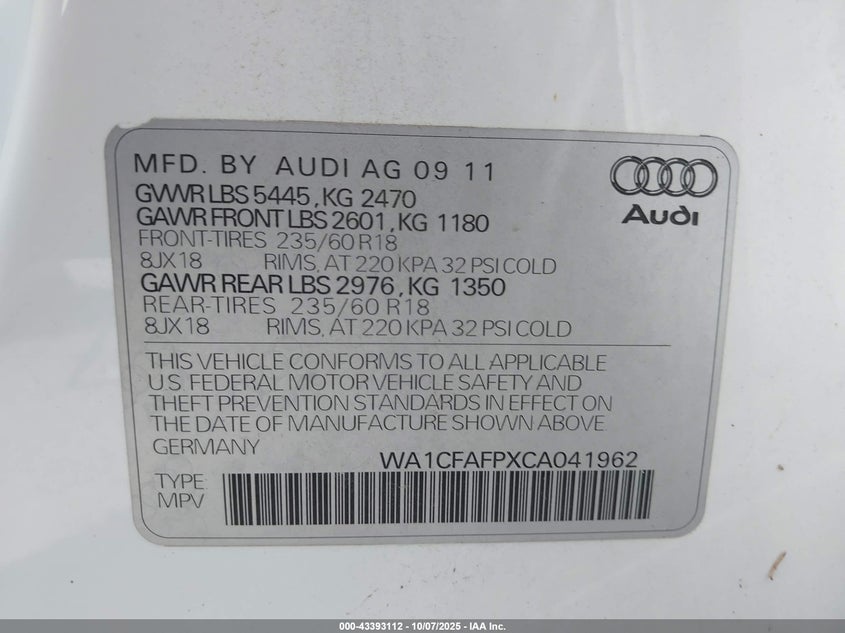 MFD. BY AUDI AG 09 11
GVWR LBS 5445, KG 2470
GAWR FRONT LBS 2601, KG 1180
FRONT-TIRES 235/60 R18
8JX18 RIMS, AT 220 KPA 32 PSI COLD
GAWR REAR LBS 2976, KG 1350
REAR-TIRES 235/60 R18
8JX18 RIMS, AT 220 KPA 32 PSI COLD
Audi
THIS VEHICLE CONFORMS TO ALL APPLICABLE
U.S. FEDERAL MOTOR VEHICLE SAFETY AND
THEFT PREVENTION STANDARDS IN EFFECT ON
THE DATE OF MANUFACTURE SHOWN ABOVE.
GERMANY
WA1CFAFPXCA041962
TYPE:
MPV
000-43393112 - 10/07/2025 - IAA Inc.